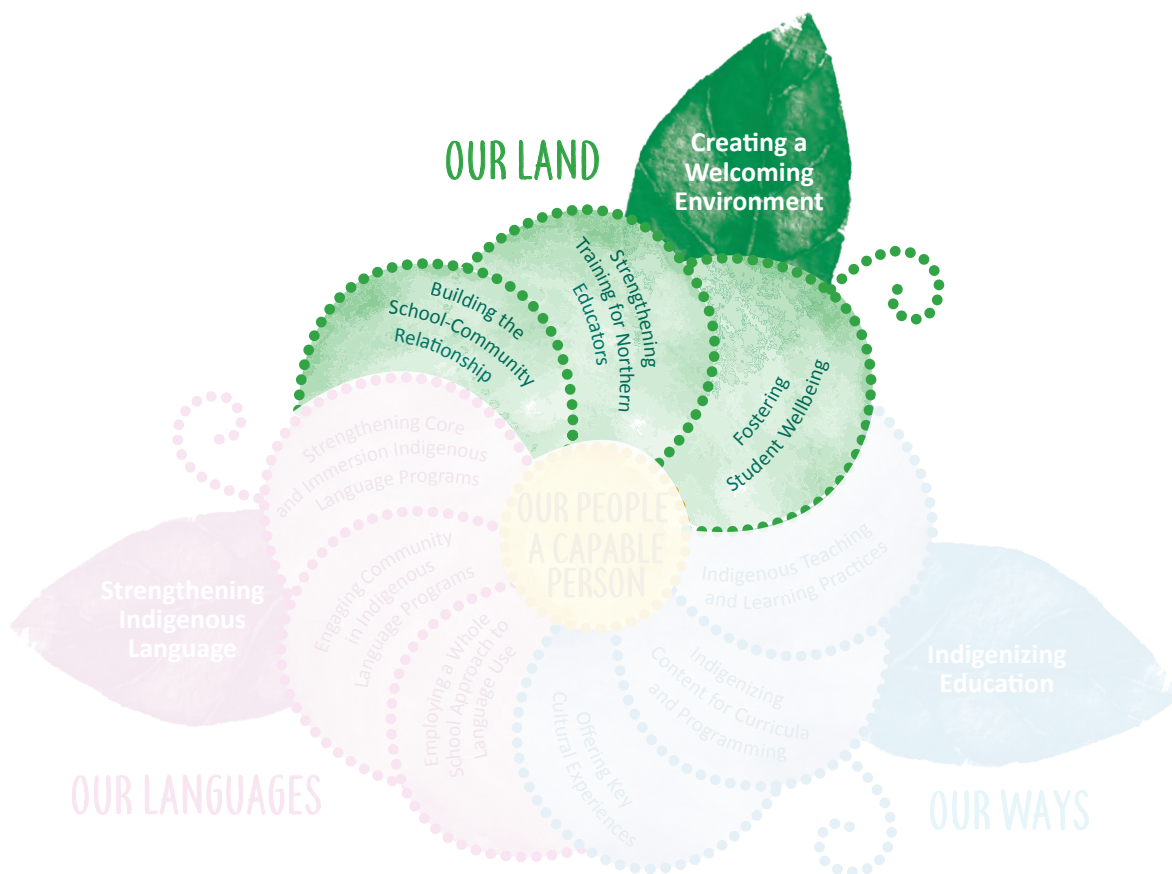 OUR LAND
Creating a
Welcoming
Environment
Building the
School-Community
Relationship
Strengthening
Training for Northern
Educators
Fostering
Student Wellbeing
Strengthening Core
and Immersion Indigenous
Language Programs
Engaging Community
in Indigenous
Language Programs
Employing a Whole
School Approach to
Language Use
Strengthening
Indigenous
Language
OUR LANGUAGES
OUR PEOPLE
A CAPABLE
PERSON
Indigenous Teaching
and Learning Practices
Indigenizing
Content for Curricula
and Programming
Offering Key
Cultural Experiences
Indigenizing
Education
OUR WAYS